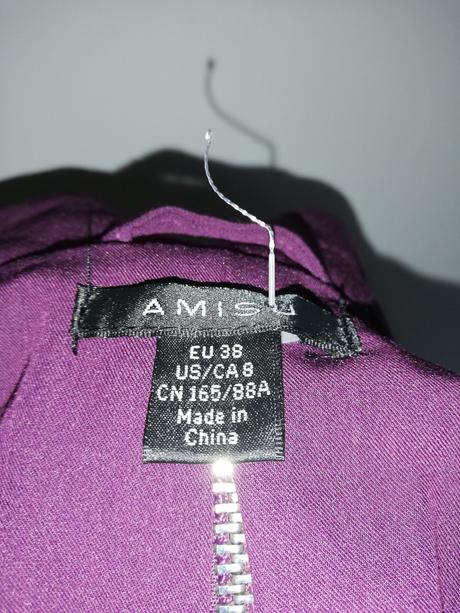 AMISU
EU 38
US/CA 8
CN 165/88A
Made in
China